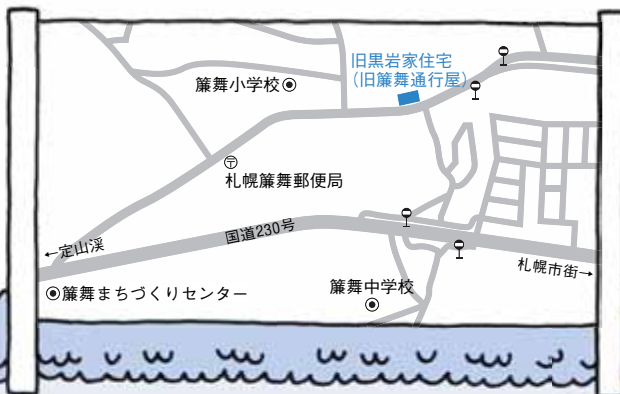 旧黒岩家住宅
(旧簾舞通行屋)
簾舞小学校
札幌簾舞郵便局
国道230号
←定山渓
札幌市街→
簾舞まちづくりセンター
簾舞中学校